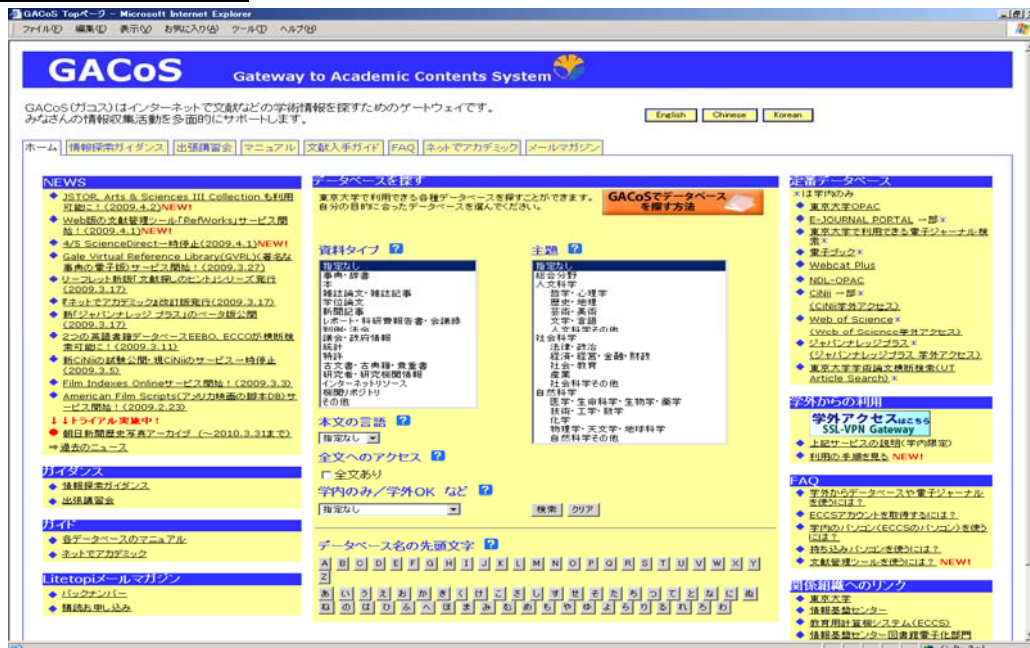 GACoS Topページ - Microsoft Internet Explorer
ファイル(F) 編集(E) 表示(V) お気に入り(A) ツール(T) ヘルプ(H)
GACoS Gateway to Academic Contents System
GACoS(ガコス)はインターネットで文献などの学術情報を探すためのゲートウェイです。
みなさんの情報収集活動を多面的にサポートします。
English Chinese Korean
ホーム 情報探索ガイダンス 出張講習会 マニュアル 文献入手ガイド FAQ ネットでアカデミック メールマガジン
NEWS
JSTOR, Arts & Sciences III Collectionも利用
可能に!(2009.4.2)NEW!
Web版の文献管理ツール「RefWorks」サービス開
始!(2009.4.1)NEW!
4/5 ScienceDirect一時停止(2009.4.1)NEW!
Gale Virtual Reference Library(GVRL)(著名な
事典の電子版)サービス開始!(2009.3.27)
リーフレット新版「文献探しのヒント」シリーズ発行
(2009.3.17)
『ネットでアカデミック』改訂版発行(2009.3.17)
新「ジャパンナレッジ プラス」のベータ版公開
(2009.3.17)
2つの英語書籍データベースEEBO, ECCOが横断検
索可能に!(2009.3.11)
新CiNiiの試験公開・現CiNiiのサービス一時停止
(2009.3.5)
Film Indexes Onlineサービス開始!(2009.3.3)
American Film Scripts(アメリカ映画の脚本DB)サ
ービス開始!(2009.2.23)
↓↓トライアル実施中!
朝日新聞歴史写真アーカイブ (~2010.3.31まで)
⇒過去のニュース
ガイダンス
情報探索ガイダンス
出張講習会
ガイド
各データベースのマニュアル
ネットでアカデミック
Litetopiメールマガジン
バックナンバー
購読お申し込み
データベースを探す
東京大学で利用できる各種データベースを探すことができます。
自分の目的に合ったデータベースを選んでください。
GACoSでデータベース
を探す方法
資料タイプ ?
指定なし
事典・辞書
本
雑誌論文・雑誌記事
学位論文
新聞記事
レポート・科研費報告書・会議録
判例・法令
議会・政府情報
統計
特許
古文書・古典籍・貴重書
研究者・研究機関情報
インターネットリソース
機関リポジトリ
その他
主題 ?
指定なし
総合分野
人文科学
哲学・心理学
歴史・地理
芸術・美術
文学・言語
人文科学その他
社会科学
法律・政治
経済・経営・金融・財政
社会・教育
産業
社会科学その他
自然科学
医学・生命科学・生物学・薬学
技術・工学・数学
化学
物理学・天文学・地球科学
自然科学その他
本文の言語 ?
指定なし
全文へのアクセス ?
全文あり
学内のみ/学外OK など ?
指定なし 検索 クリア
データベース名の先頭文字 ?
A B C D E F G H I J K L M N O P Q R S T U V W X Y
Z
あ い う え お か き く け こ さ し す せ そ た ち つ て と な に ぬ
ね の は ひ ふ へ ほ ま み む め も や ゆ よ ら り る れ ろ わ
定番データベース
※は学内のみ
東京大学OPAC
E-JOURNAL PORTAL 一部※
東京大学で利用できる電子ジャーナル検
索※
電子ブック※
Webcat Plus
NDL-OPAC
CiNii 一部※
(CiNii学外アクセス)
Web of Science※
(Web of Science学外アクセス)
ジャパンナレッジプラス※
(ジャパンナレッジプラス 学外アクセス)
東京大学学術論文横断検索(UT
Article Search)※
学外からの利用
学外アクセスはこちら
SSL-VPN Gateway
上記サービスの説明(学内限定)
利用の手順を見る NEW!
FAQ
学外からデータベースや電子ジャーナル
を使うには?
ECCSアカウントを取得するには?
学内のパソコン(ECCSのパソコン)を使う
には?
持ち込みパソコンを使うには?
文献管理ツールを使うには? NEW!
関係組織へのリンク
東京大学
情報基盤センター
教育用計算機システム(ECCS)
情報基盤センター図書館電子化部門
インターネット